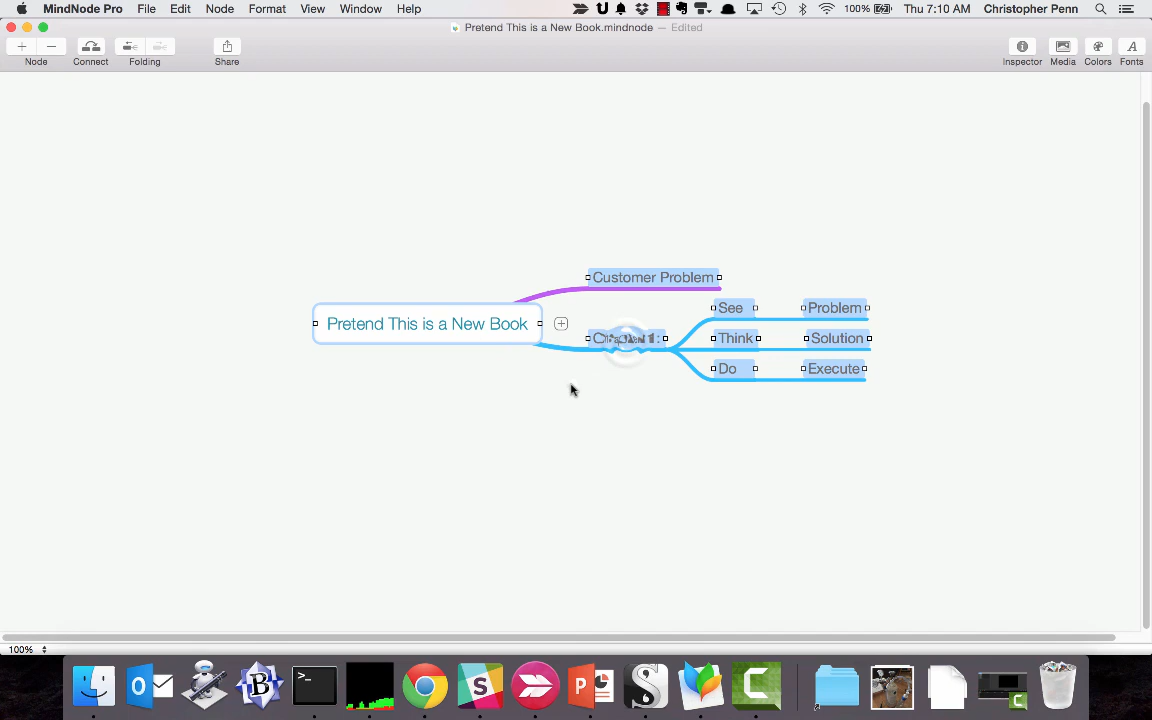 MindNode Pro File Edit Node Format View Window Help 100% Thu 7:10 AM Christopher Penn
Pretend This is a New Book.mindnode — Edited
Node Connect Folding Share Inspector Media Colors Fonts
Customer Problem
Pretend This is a New Book
See Problem
Think Solution
Do Execute
100%